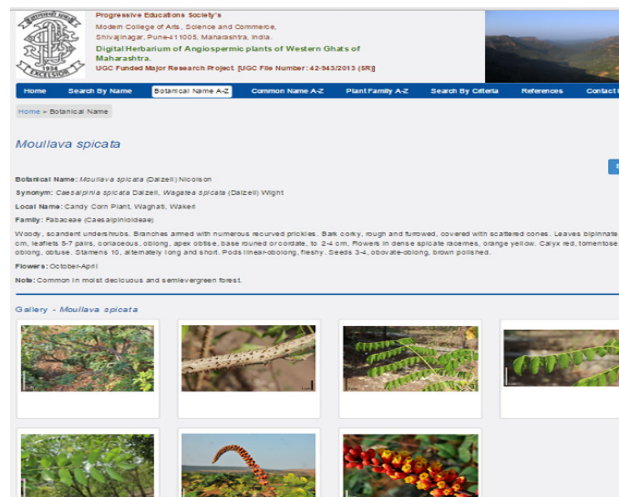 Progressive Educations Society's
Modern College of Arts, Science and Commerce,
Shivajinagar, Pune-411005, Maharashtra, India.
Digital Herbarium of Angiospermic plants of Western Ghats of
Maharashtra.
UGC Funded Major Research Project. [UGC File Number: 42-943/2013 (SR)]
1934
EXCELSIOR
Home Search By Name Botanical Name A-Z Common Name A-Z Plant Family A-Z Search By Criteria References Contact
Home » Botanical Name
Moullava spicata
Botanical Name: Moullava spicata (Dalzell) Nicolson
Synonym: Caesalpinia spicata Dalzell, Wagatea spicata (Dalzell) Wight
Local Name: Candy Corn Plant, Waghati, Wakeri
Family: Fabaceae (Caesalpinioideae)
Woody, scandent undershrubs. Branches armed with numerous recurved prickles. Bark corky, rough and furrowed, covered with scattered cones. Leaves bipinnate
cm, leaflets 5-7 pairs, coriaceous, oblong, apex obtise, base rouned or cordate, to 2-4 cm, Flowers in dense spicate racemes, orange yellow. Calyx red, tomentose
oblong, obtuse. Stamens 10, alternately long and short. Pods linear-obolong, fleshy. Seeds 3-4, obovate-oblong, brown polished.
Flowers: October-April
Note: Common in moist deciduous and semievergreen forest.
Gallery - Moullava spicata